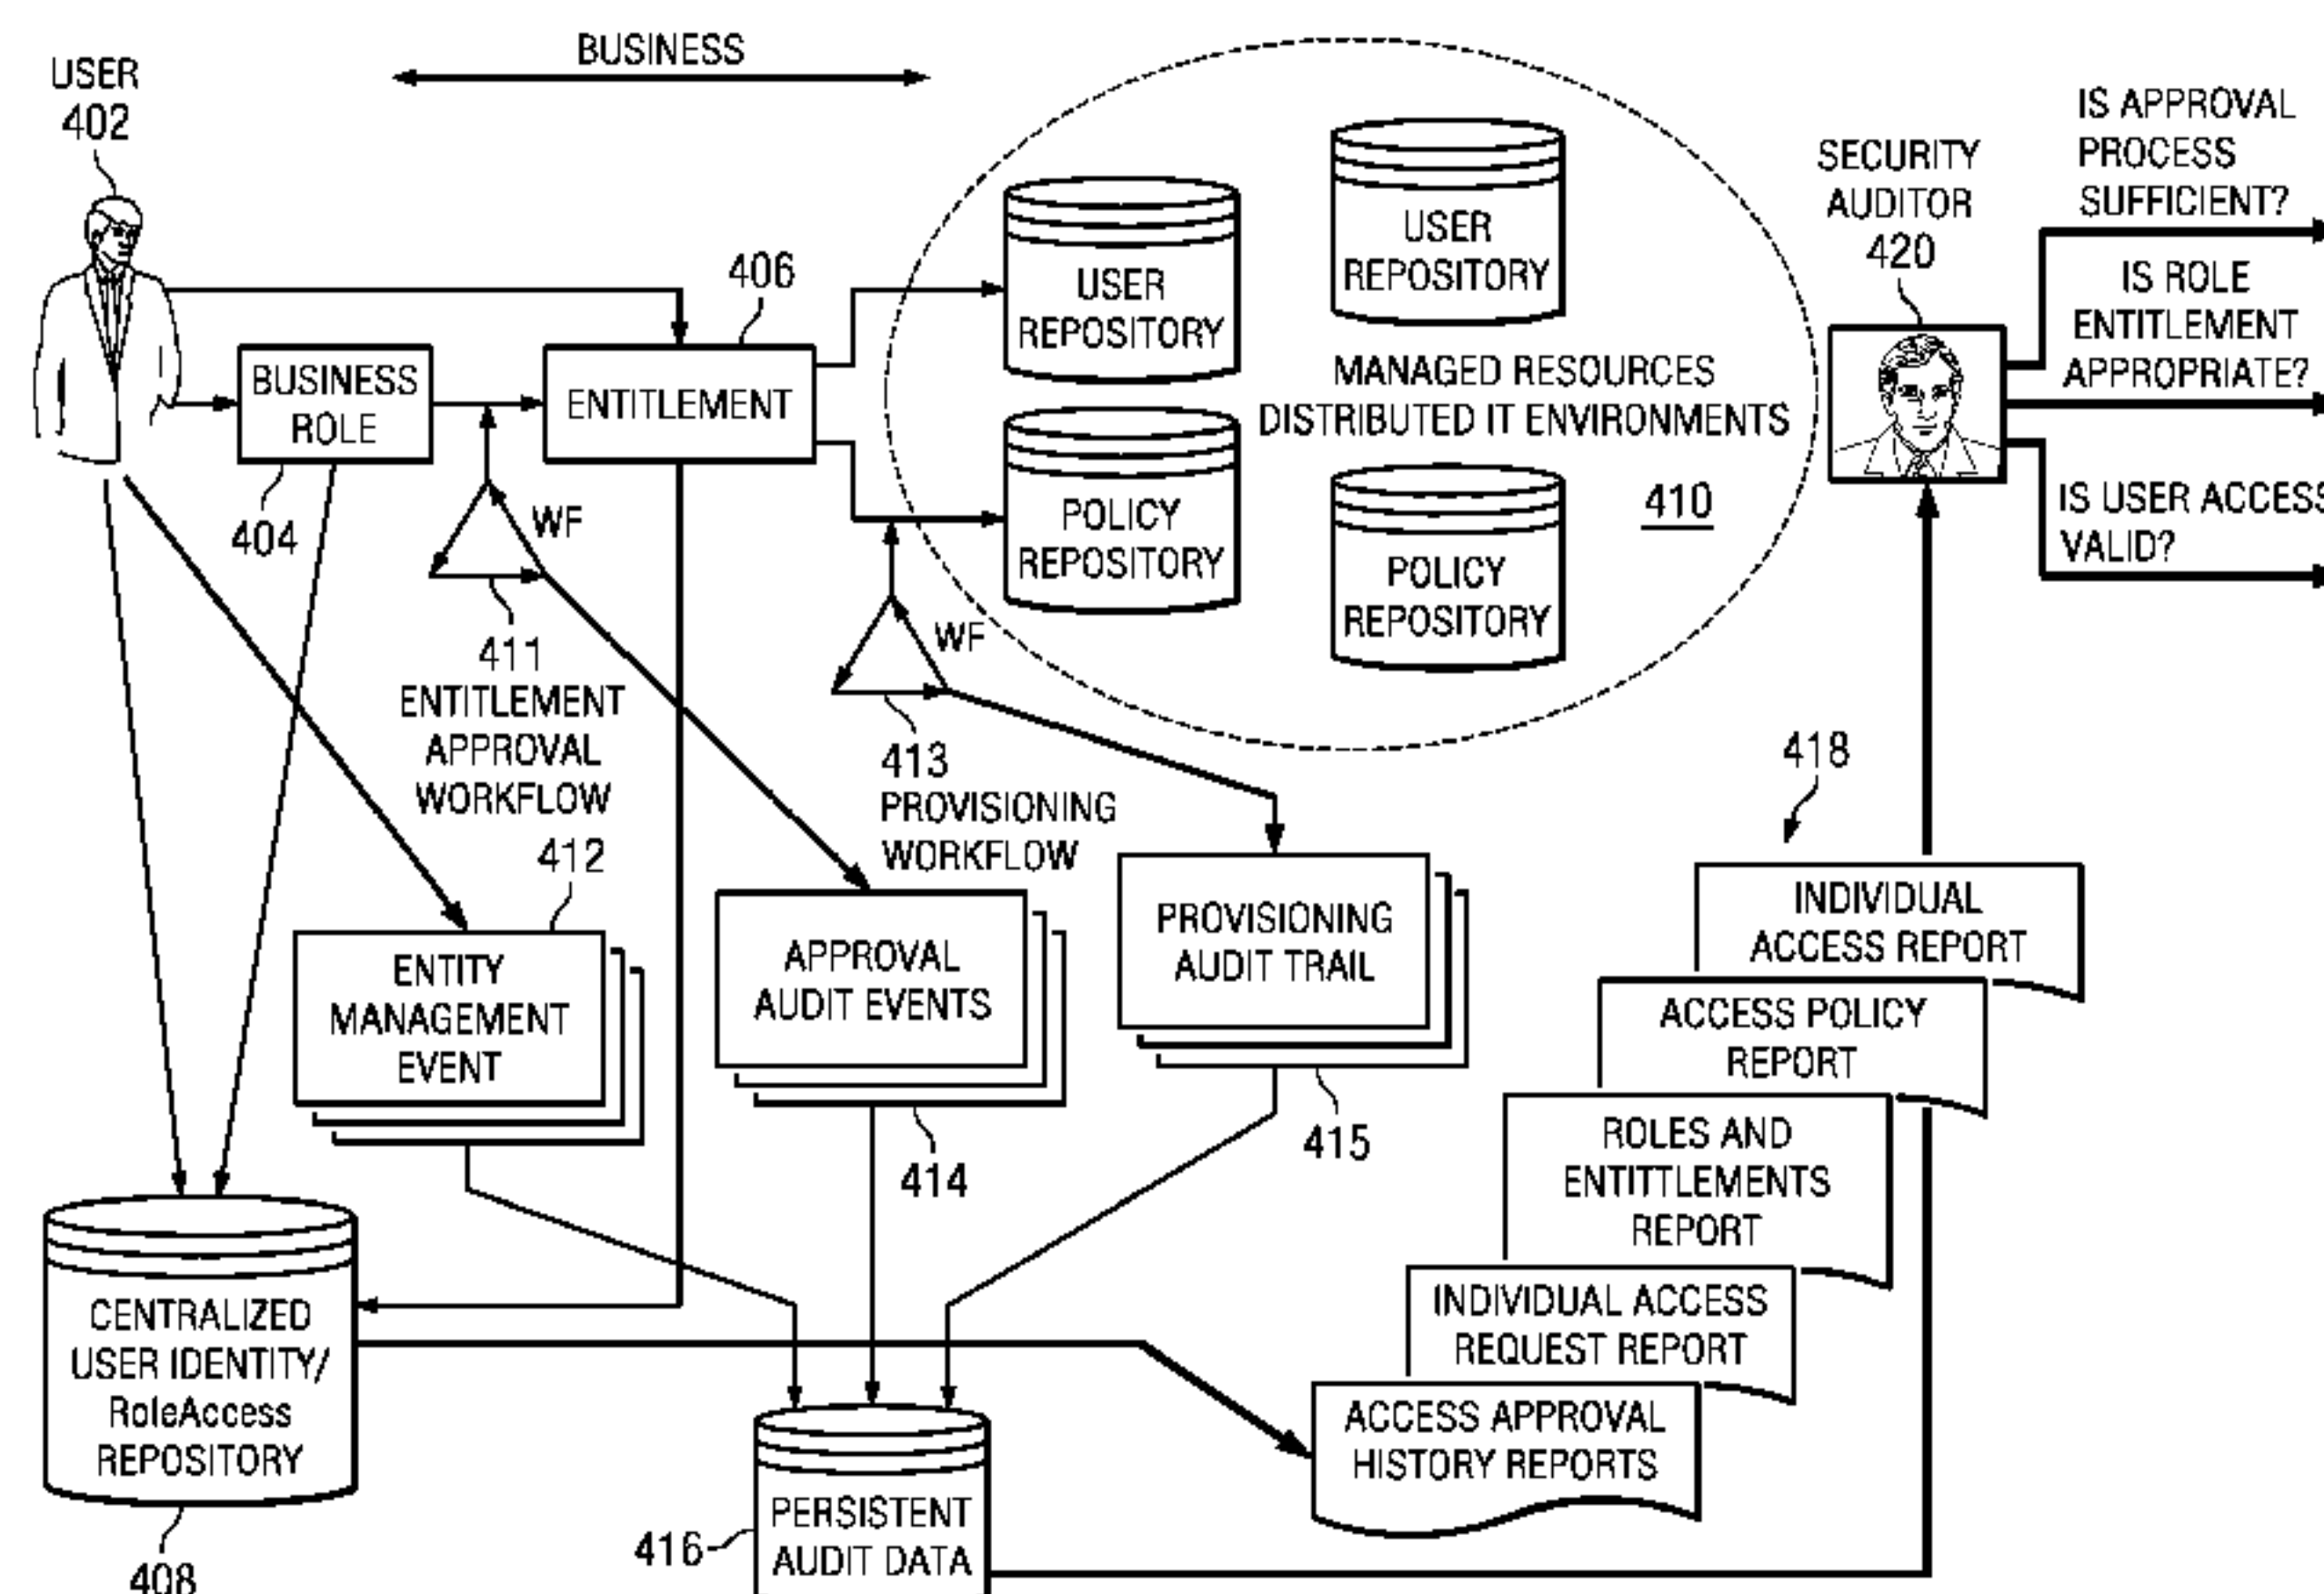 BUSINESS
USER
402
BUSINESS
ROLE
404
406
ENTITLEMENT
WF
411
ENTITLEMENT
APPROVAL
WORKFLOW
USER
REPOSITORY
POLICY
REPOSITORY
USER
REPOSITORY
MANAGED RESOURCES
DISTRIBUTED IT ENVIRONMENTS
410
POLICY
REPOSITORY
WF
413
PROVISIONING
WORKFLOW
SECURITY
AUDITOR
420
IS APPROVAL
PROCESS
SUFFICIENT?
IS ROLE
ENTITLEMENT
APPROPRIATE?
IS USER ACCESS
VALID?
412
ENTITY
MANAGEMENT
EVENT
APPROVAL
AUDIT EVENTS
414
PROVISIONING
AUDIT TRAIL
415
418
INDIVIDUAL
ACCESS REPORT
ACCESS POLICY
REPORT
ROLES AND
ENTITTLEMENTS
REPORT
INDIVIDUAL ACCESS
REQUEST REPORT
ACCESS APPROVAL
HISTORY REPORTS
CENTRALIZED
USER IDENTITY/
RoleAccess
REPOSITORY
408
416
PERSISTENT
AUDIT DATA